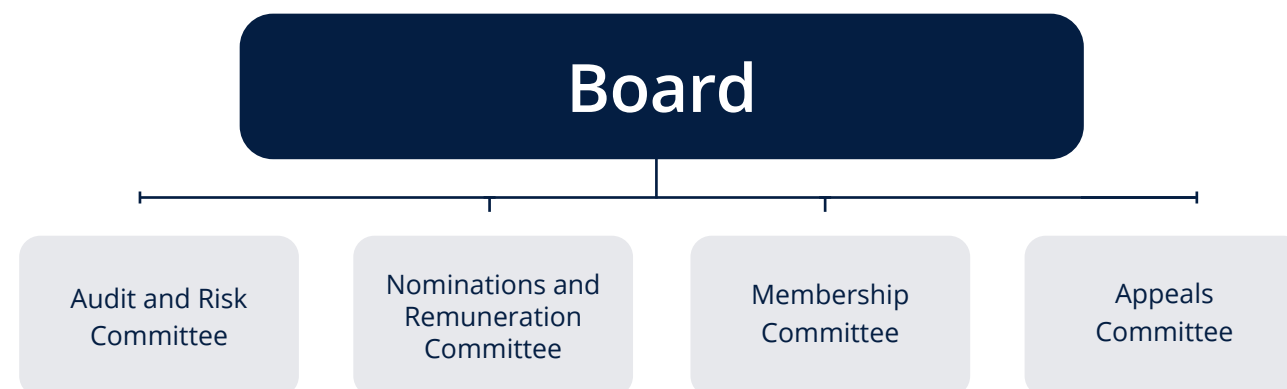 Board
Audit and Risk
Committee
Nominations and
Remuneration
Committee
Membership
Committee
Appeals
Committee